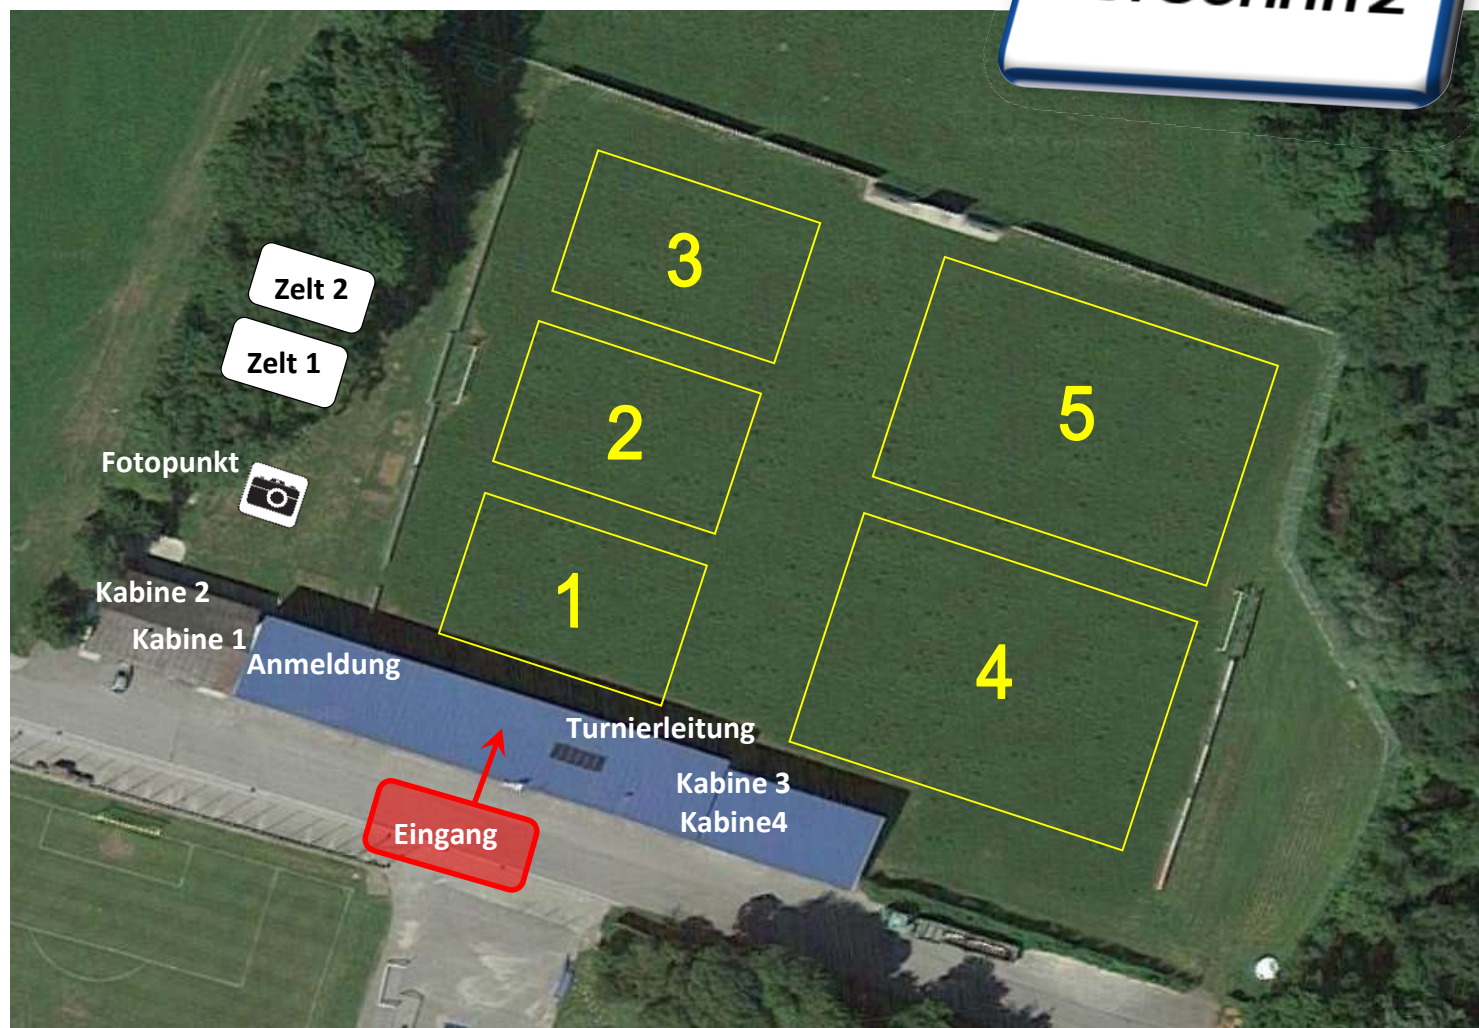 3
Zelt 2
Zelt 1
5
2
Fotopunkt
1
Kabine 2
Kabine 1
Anmeldung
4
Turnierleitung
Kabine 3
Kabine4
Eingang